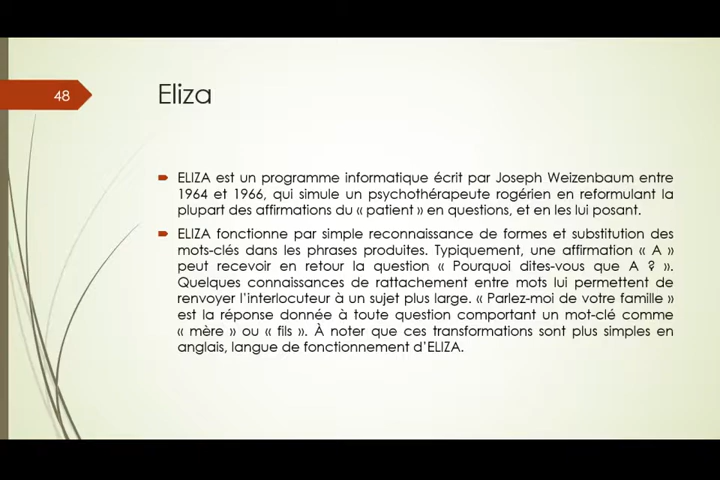 48
Eliza
ELIZA est un programme informatique écrit par Joseph Weizenbaum entre
1964 et 1966, qui simule un psychothérapeute rogérien en reformulant la
plupart des affirmations du « patient » en questions, et en les lui posant.
ELIZA fonctionne par simple reconnaissance de formes et substitution des
mots-clés dans les phrases produites. Typiquement, une affirmation « A »
peut recevoir en retour la question « Pourquoi dites-vous que A ? ».
Quelques connaissances de rattachement entre mots lui permettent de
renvoyer l'interlocuteur à un sujet plus large. « Parlez-moi de votre famille »
est la réponse donnée à toute question comportant un mot-clé comme
« mère » ou « fils ». À noter que ces transformations sont plus simples en
anglais, langue de fonctionnement d'ELIZA.